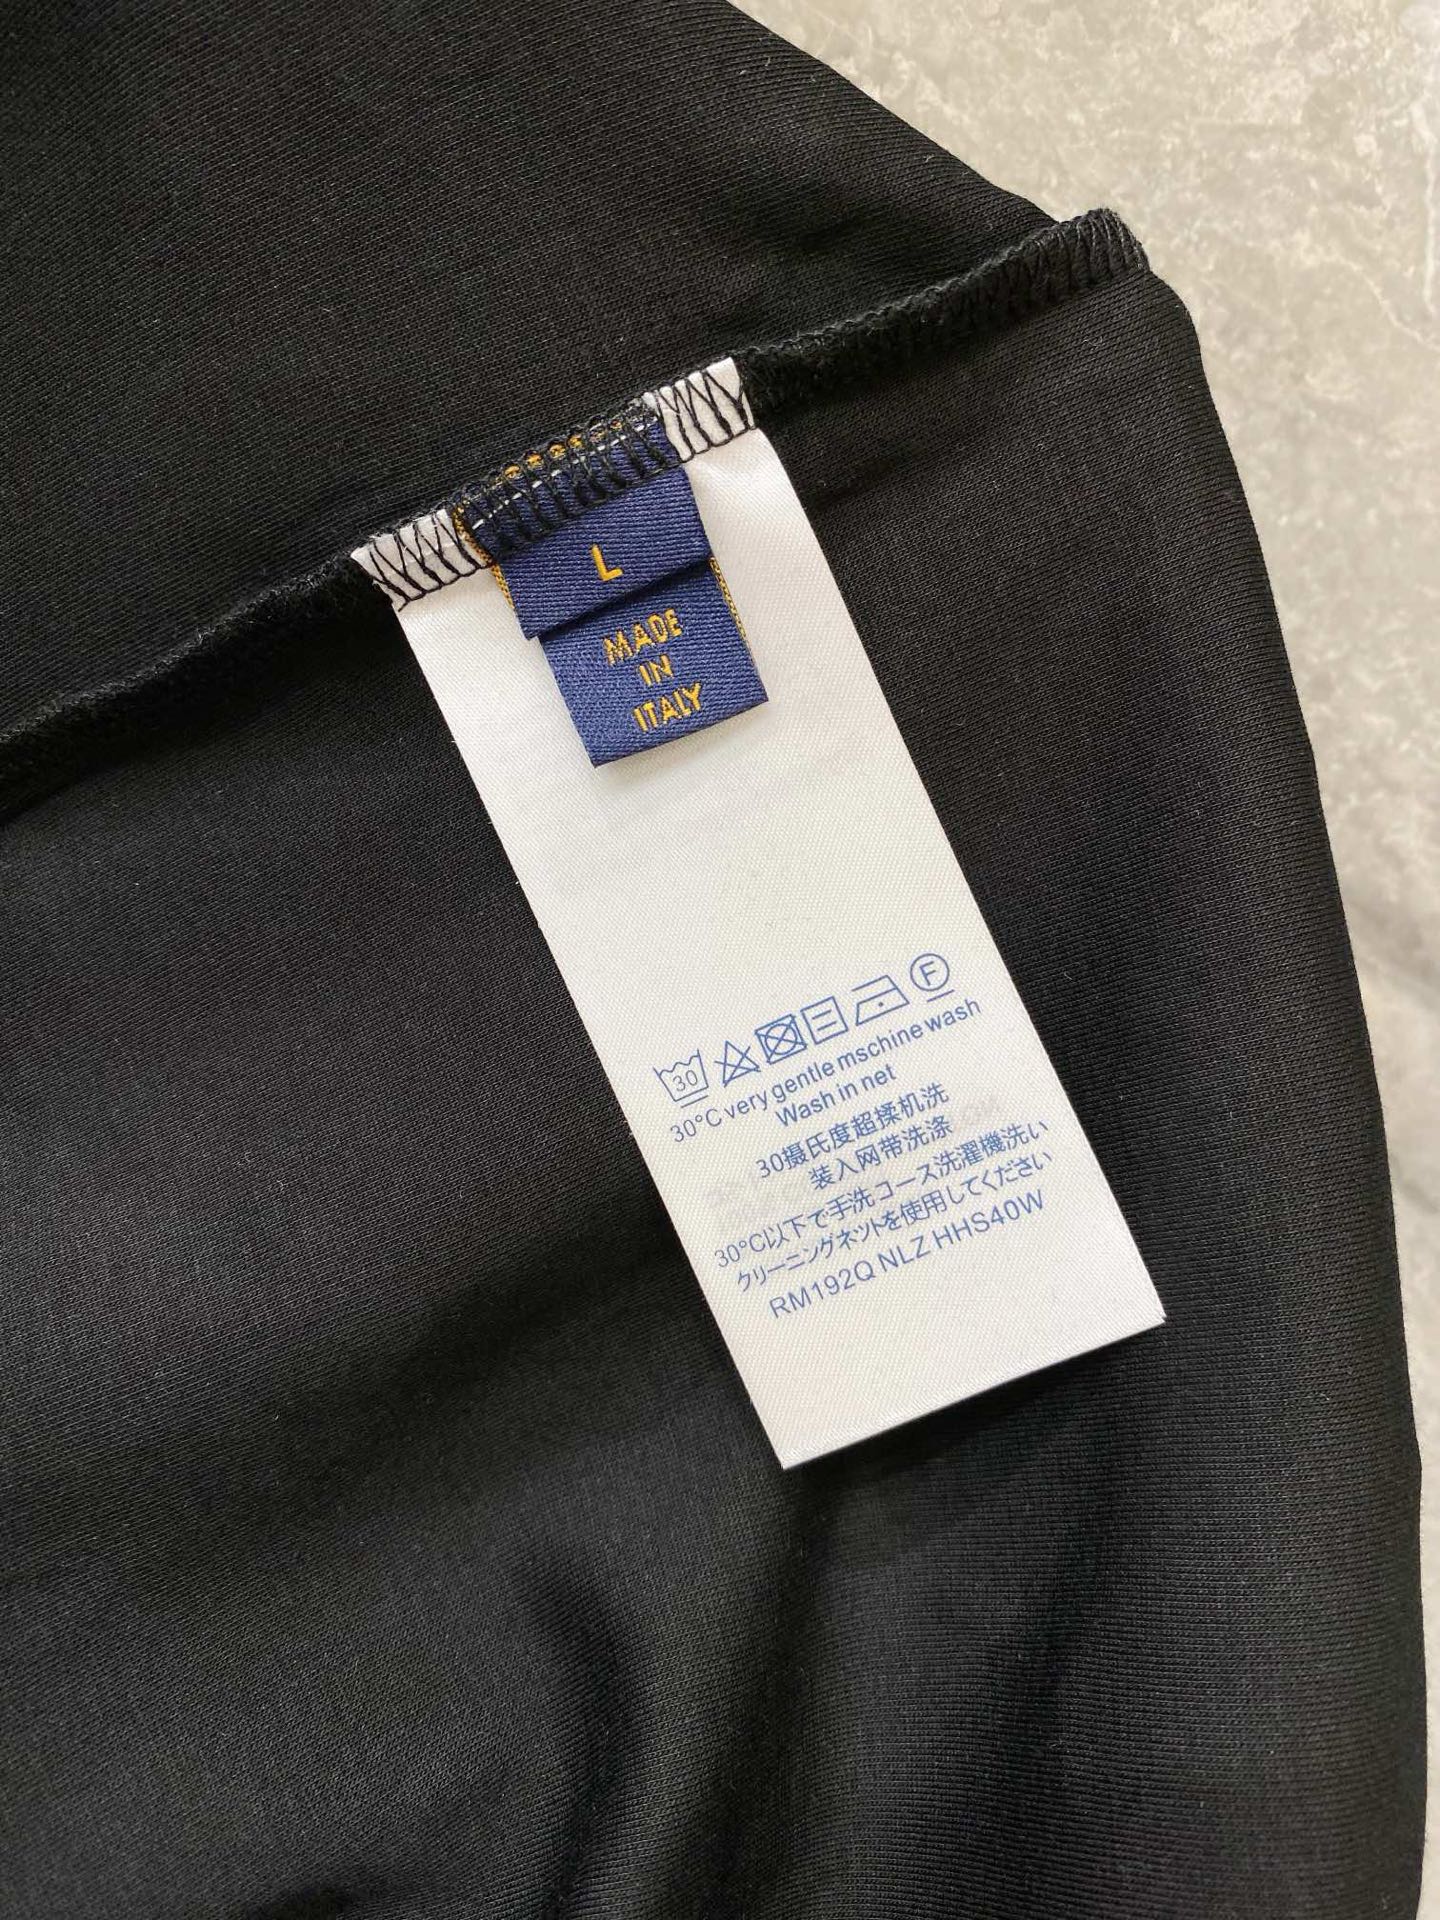 L
MADE
IN
ITALY
30
F
30°C very gentle mschine wash
Wash in net
30摄氏度超揉机洗
装入网带洗涤
30°C以下で手洗コース洗濯機洗い
クリーニングネットを使用してください
RM192Q NLZ HHS40W